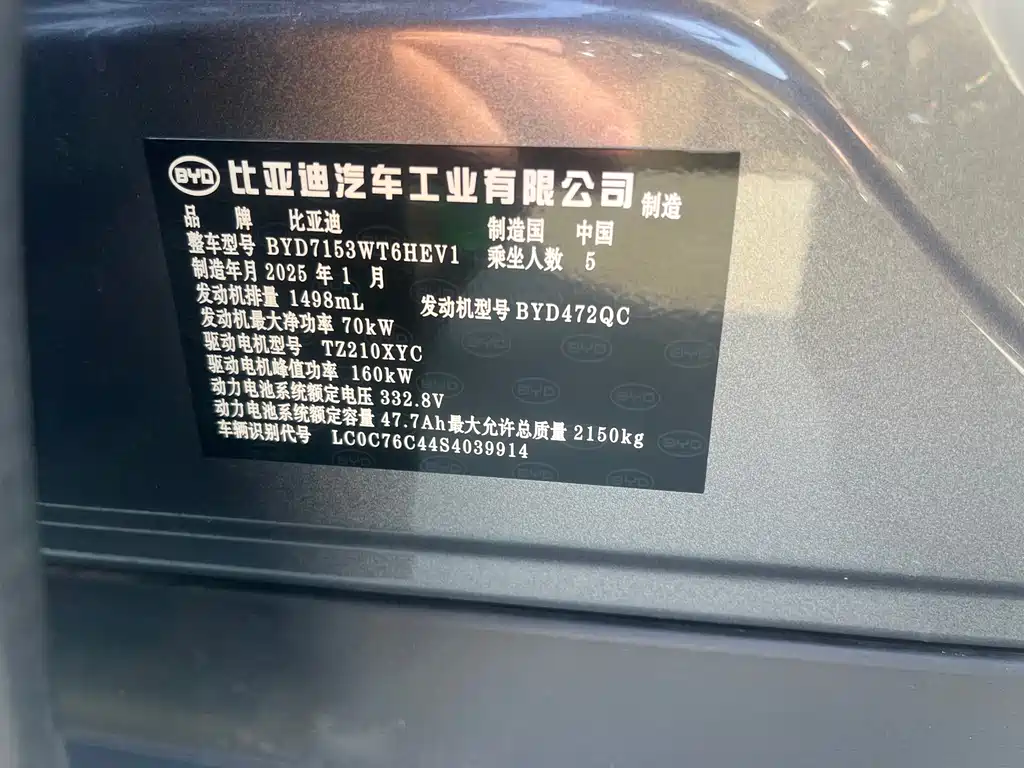 BYD 比亚迪汽车工业有限公司 制造
品 牌 比亚迪 制造国 中国
整车型号 BYD7153WT6HEV1 乘坐人数 5
制造年月 2025 年 1 月
发动机排量 1498mL 发动机型号 BYD472QC
发动机最大净功率 70kW
驱动电机型号 TZ210XYC
驱动电机峰值功率 160kW
动力电池系统额定电压 332.8V
动力电池系统额定容量 47.7Ah 最大允许总质量 2150kg
车辆识别代号 LC0C76C44S4039914